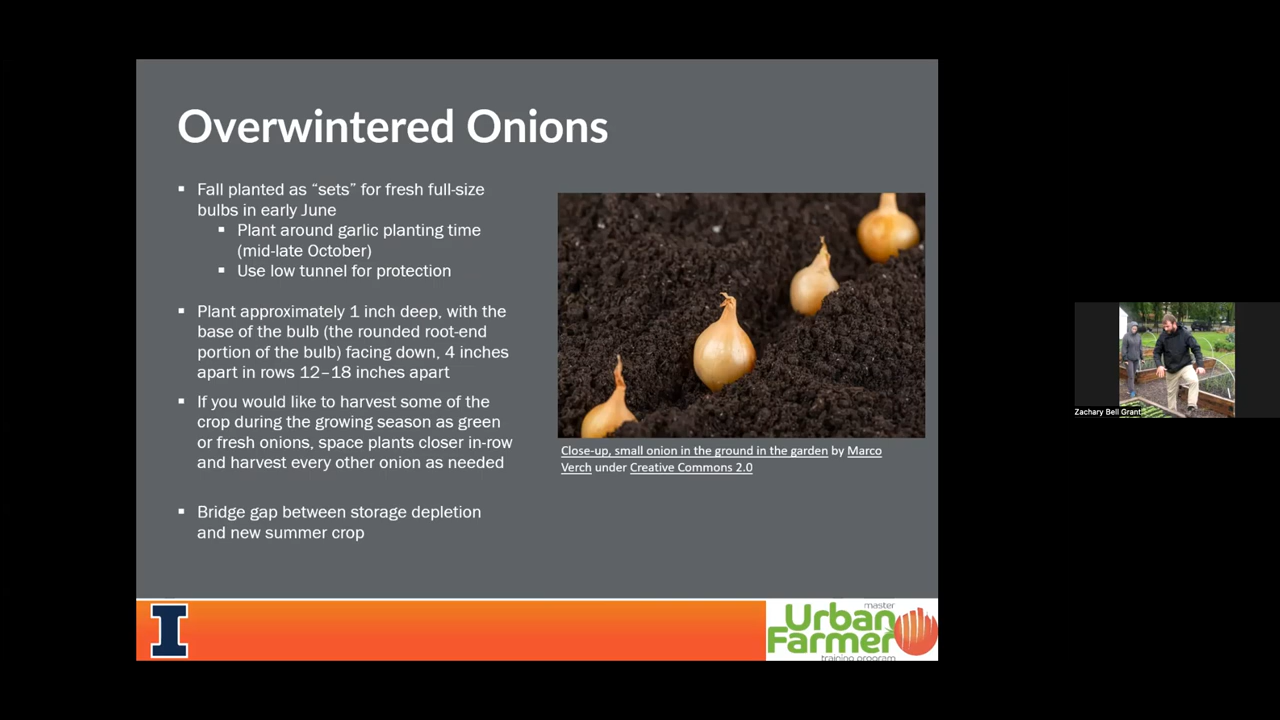 Overwintered Onions
▪ Fall planted as “sets” for fresh full-size
bulbs in early June
▪ Plant around garlic planting time
(mid-late October)
▪ Use low tunnel for protection
▪ Plant approximately 1 inch deep, with the
base of the bulb (the rounded root-end
portion of the bulb) facing down, 4 inches
apart in rows 12–18 inches apart
▪ If you would like to harvest some of the
crop during the growing season as green
or fresh onions, space plants closer in-row
and harvest every other onion as needed
▪ Bridge gap between storage depletion
and new summer crop
Close-up, small onion in the ground in the garden by Marco
Verch under Creative Commons 2.0
Zachary Bell Grant
I
master
Urban
Farmer
training program